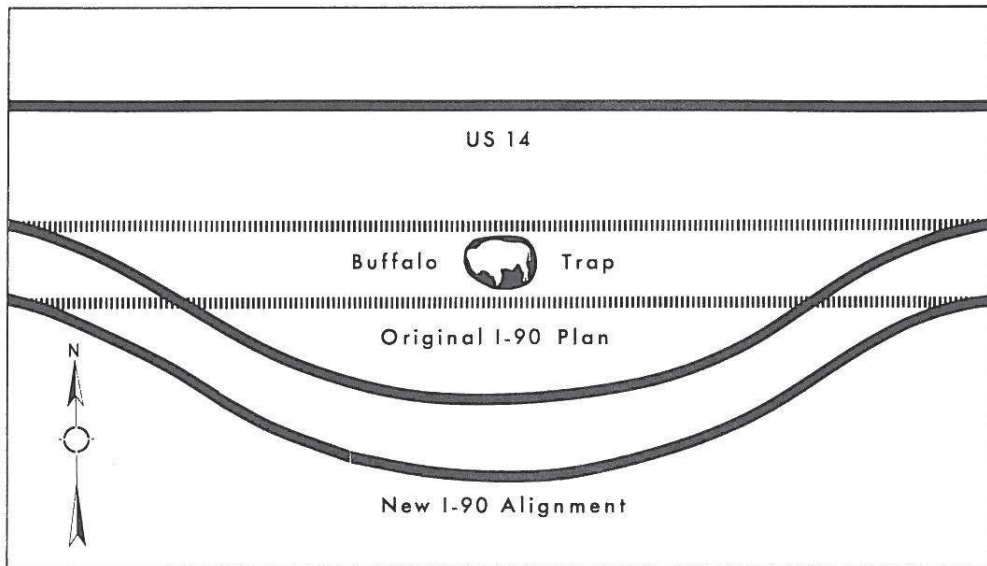 US 14
Buffalo Trap
Original I-90 Plan
N
New I-90 Alignment